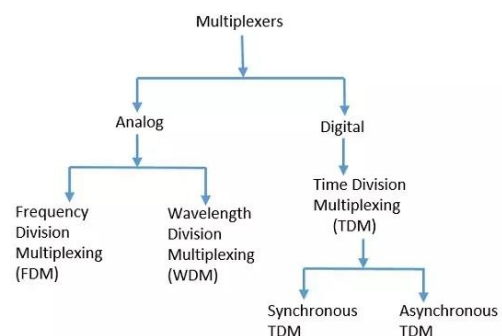 Multiplexers
Analog
Digital
Frequency
Division
Multiplexing
(FDM)
Wavelength
Division
Multiplexing
(WDM)
Time Division
Multiplexing
(TDM)
Synchronous
TDM
Asynchronous
TDM